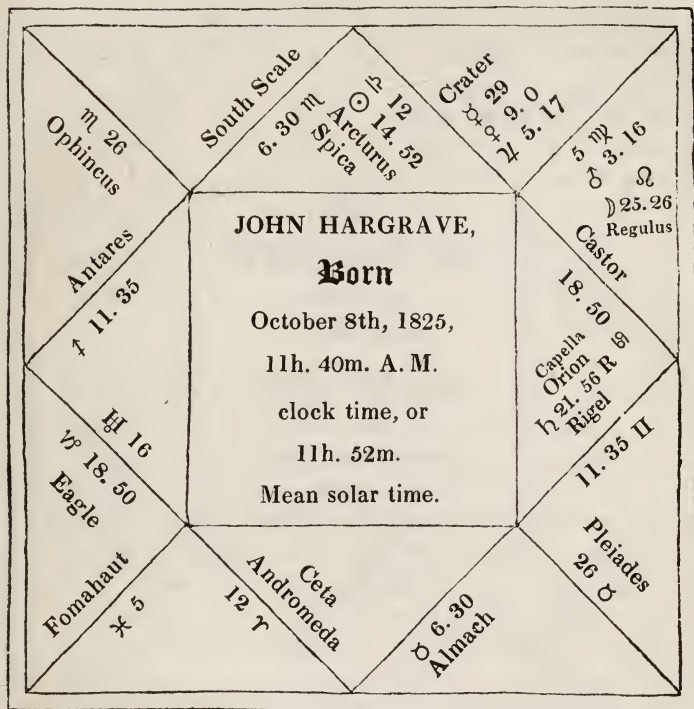 South Scale
6. 30 ♏
♎ 12
☉ 14. 52
Arcturus
Spica
Crater
29
☿ ♀ 9. 0
♃ 5. 17
5 ♍
♂ 3. 16
♌
☽ 25. 26
Regulus
Castor
♏ 26
Ophincus
Antares
♐ 11. 35
JOHN HARGRAVE,
Born
October 8th, 1825,
11h. 40m. A. M.
clock time, or
11h. 52m.
Mean solar time.
18. 50
♋
Capella
Orion
♄ 21. 56 R
Rigel
11. 35 II
♅ 16
♑ 18. 50
Eagle
Pleiades
26 ♉
Fomahaut
♓ 5
Ceta
Andromeda
12 ♈
♉ 6. 30
Almach